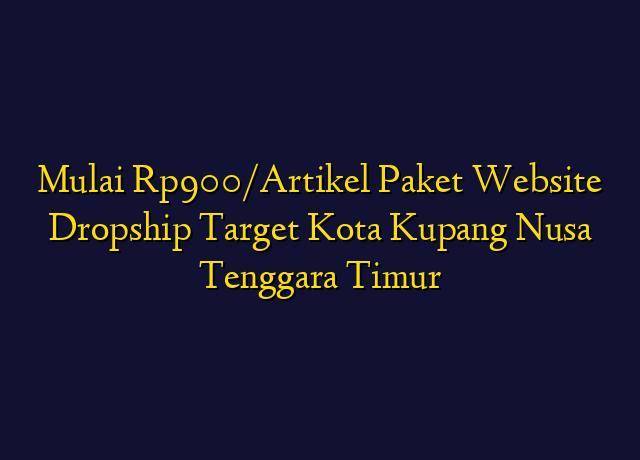 Mulai Rp900/Artikel Paket Website
Dropship Target Kota Kupang Nusa
Tenggara Timur